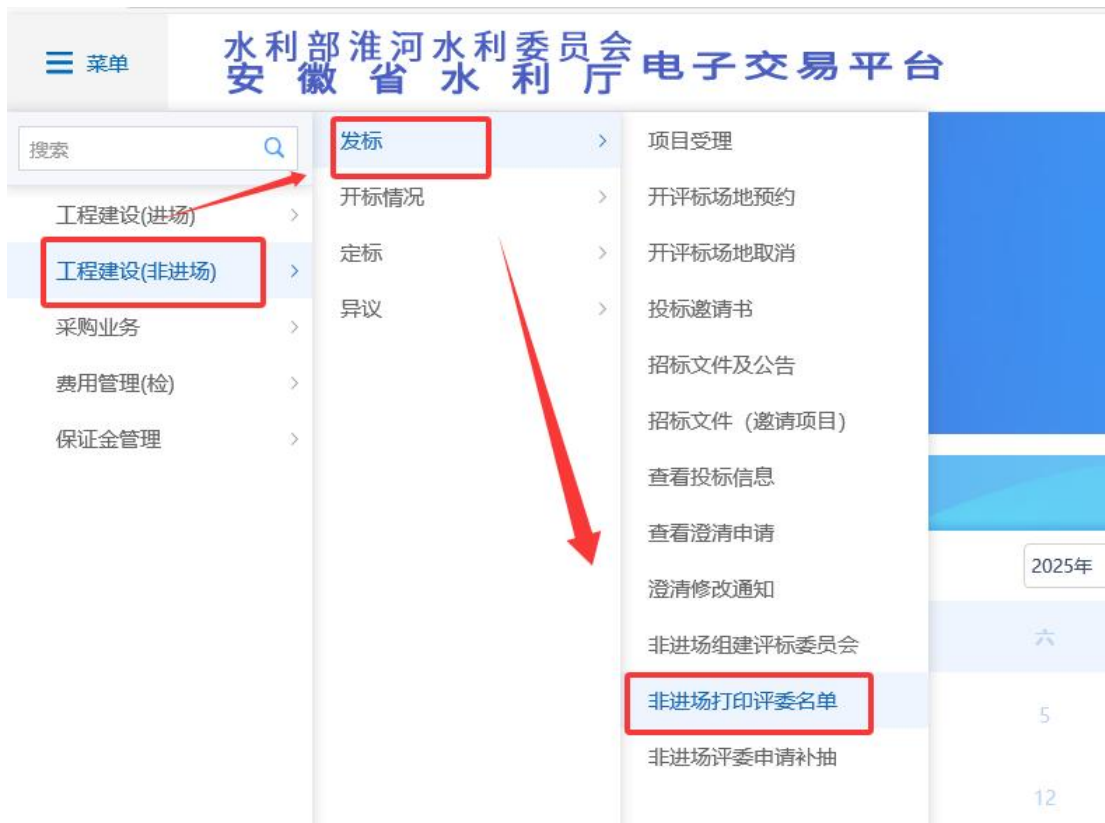 菜单
水利部淮河水利委员会
安徽省水利厅
电子交易平台
搜索
工程建设(进场)
工程建设(非进场)
采购业务
费用管理(检)
保证金管理
发标
开标情况
定标
异议
项目受理
开评标场地预约
开评标场地取消
投标邀请书
招标文件及公告
招标文件（邀请项目)
查看投标信息
查看澄清申请
澄清修改通知
非进场组建评标委员会
非进场打印评委名单
非进场评委申请补抽
2025年
六
5
12